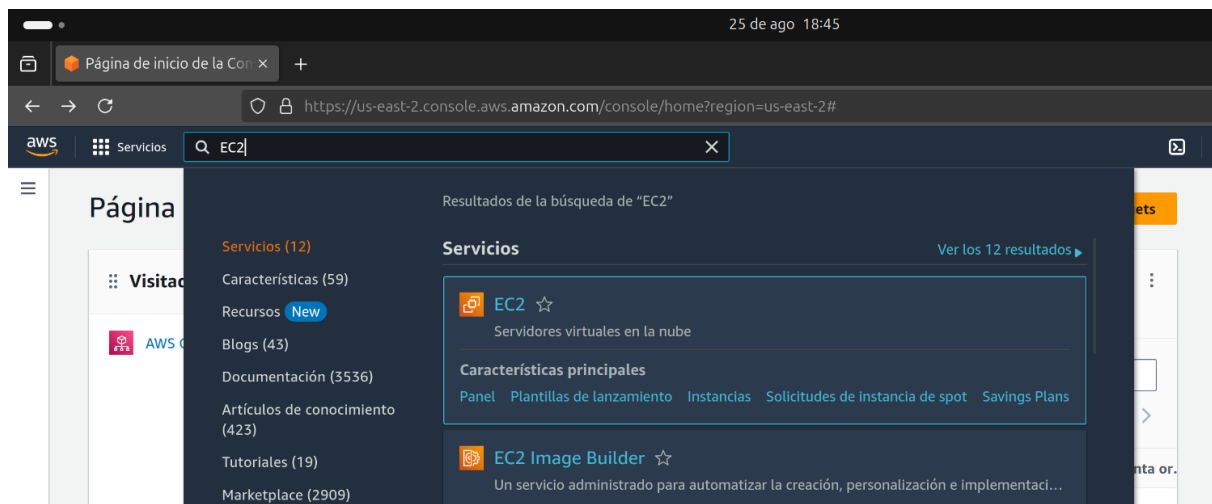 25 de ago 18:45
Página de inicio de la Con
https://us-east-2.console.aws.amazon.com/console/home?region=us-east-2#
aws Servicios EC2
Página
ets
Resultados de la búsqueda de “EC2”
Servicios (12)
Características (59)
Recursos New
Blogs (43)
Documentación (3536)
Artículos de conocimiento
(423)
Tutoriales (19)
Marketplace (2909)
Servicios Ver los 12 resultados
EC2
Servidores virtuales en la nube
Características principales
Panel Plantillas de lanzamiento Instancias Solicitudes de instancia de spot Savings Plans
EC2 Image Builder
Un servicio administrado para automatizar la creación, personalización e implementaci...
Visitac
AWS
nta or.